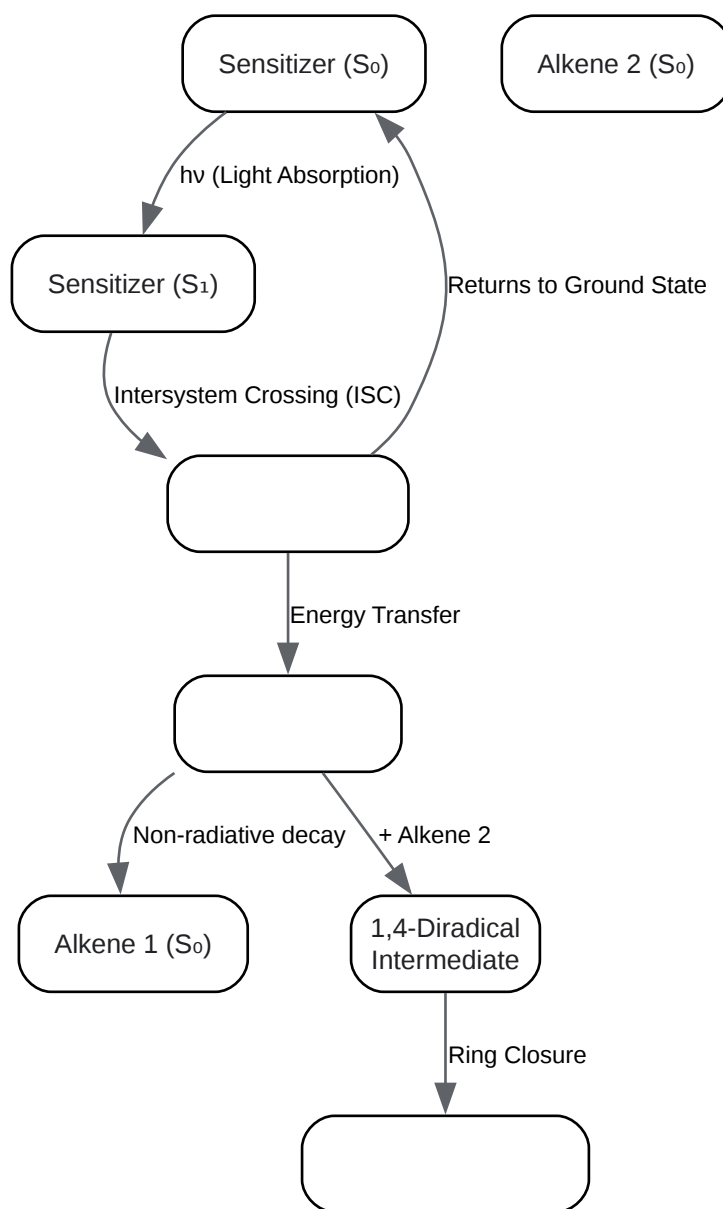 Sensitizer (S₀)
Alkene 2 (S₀)
hν (Light Absorption)
Sensitizer (S₁)
Returns to Ground State
Intersystem Crossing (ISC)
Energy Transfer
Non-radiative decay
+ Alkene 2
Alkene 1 (S₀)
1,4-Diradical
Intermediate
Ring Closure